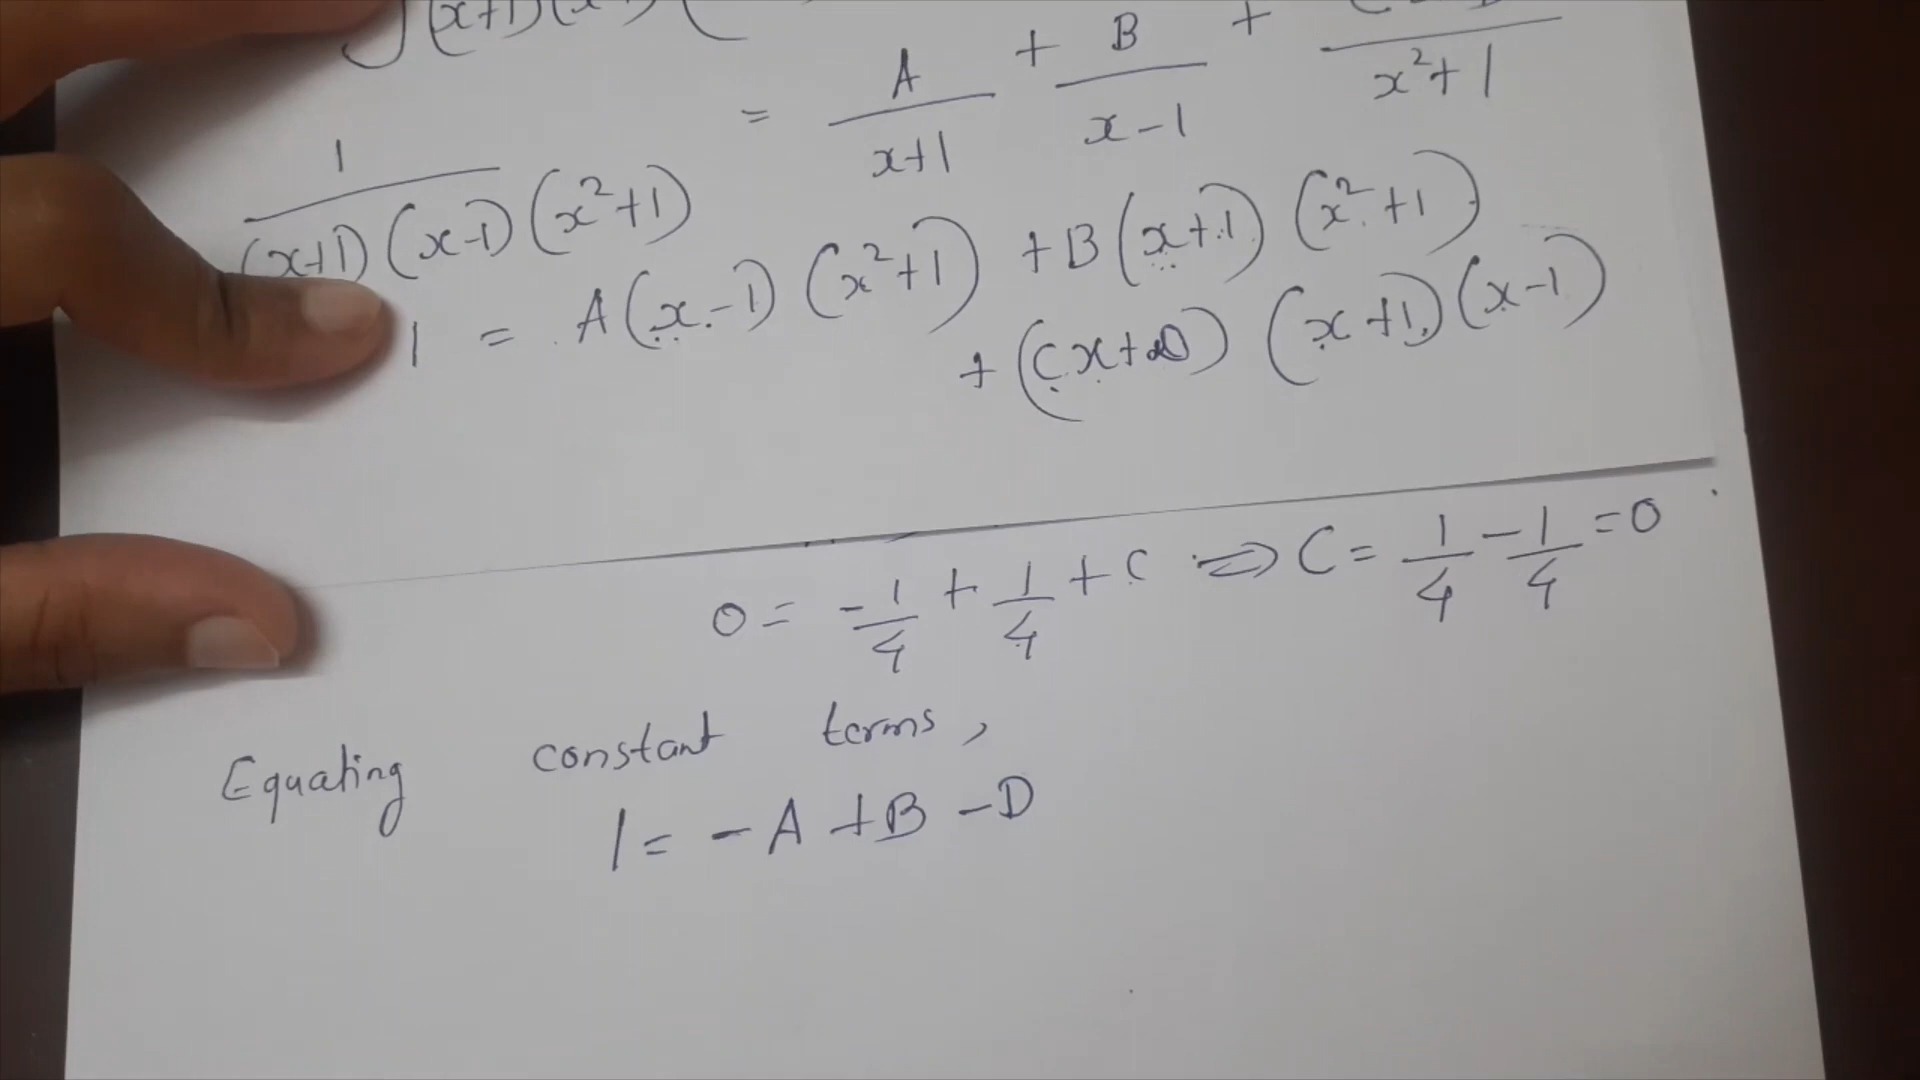 ∫ (x+1)(x-
1/((x+1)(x-1)(x²+1)) = A/(x+1) + B/(x-1) + /(x²+1)
1 = A(x-1)(x²+1) + B(x+1)(x²+1)
+ (Cx+D)(x+1)(x-1)
0 = -1/4 + 1/4 + C => C = 1/4 - 1/4 = 0
Equating constant terms,
1 = -A + B - D